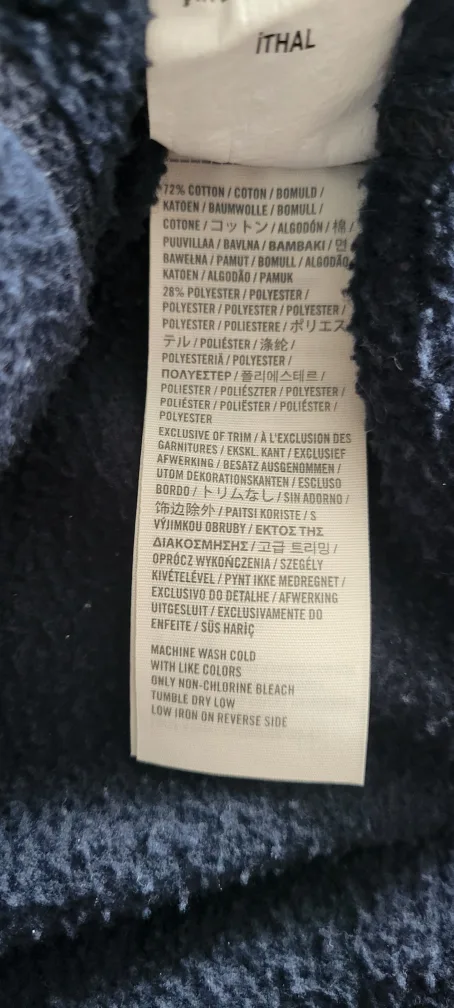 İTHAL
72% COTTON / COTON / BOMULD /
KATOEN / BAUMWOLLE / BOMULL /
COTONE / コットン / ALGODÓN / 棉 /
PUUVILLAA / BAVLNA / ΒΑΜΒΑΚΙ / 면
BAWEŁNA / PAMUT / BOMULL / ALGODÃO
KATOEN / ALGODÃO / PAMUK
28% POLYESTER / POLYESTER /
POLYESTER / POLYESTER / POLYESTER /
POLYESTER / POLIESTERE / ポリエス
テル / POLIÉSTER / 涤纶 /
POLYESTERIÄ / POLYESTER /
ΠΟΛΥΕΣΤΕΡ / 폴리에스테르 /
POLIESTER / POLIÉSZTER / POLYESTER /
POLIÉSTER / POLIËSTER / POLIÉSTER /
POLYESTER
EXCLUSIVE OF TRIM / À L'EXCLUSION DES
GARNITURES / EKSKL. KANT / EXCLUSIEF
AFWERKING / BESATZ AUSGENOMMEN /
UTOM DEKORATIONSKANTEN / ESCLUSO
BORDO / トリムなし / SIN ADORNO /
饰边除外 / PAITSI KORISTE / S
VÝJIMKOU OBRUBY / ΕΚΤΟΣ ΤΗΣ
ΔΙΑΚΟΣΜΗΣΗΣ / 고급 트리밍 /
OPRÓCZ WYKOŃCZENIA / SZEGÉLY
KIVÉTELÉVEL / PYNT IKKE MEDREGNET /
EXCLUSIVO DO DETALHE / AFWERKING
UITGESLUIT / EXCLUSIVAMENTE DO
ENFEITE / SÜS HARİÇ
MACHINE WASH COLD
WITH LIKE COLORS
ONLY NON-CHLORINE BLEACH
TUMBLE DRY LOW
LOW IRON ON REVERSE SIDE